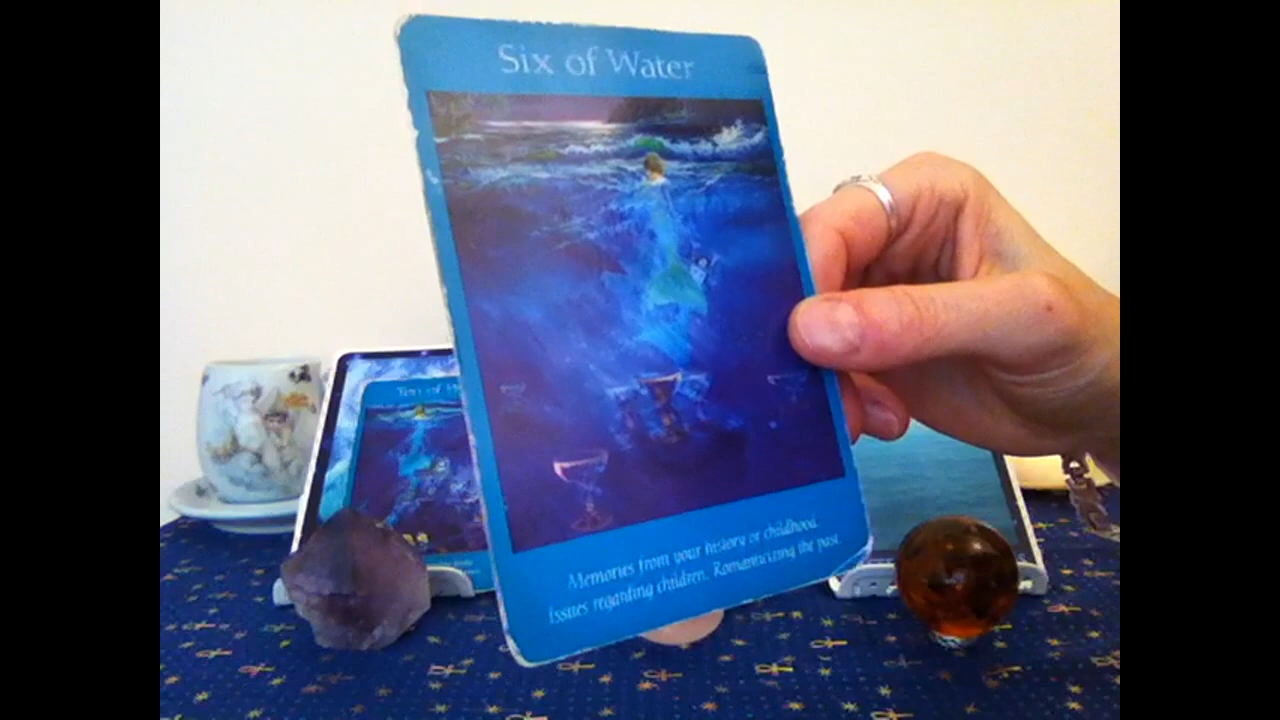 Six of Water
Memories from your history or childhood.
Issues regarding children. Romanticizing the past.